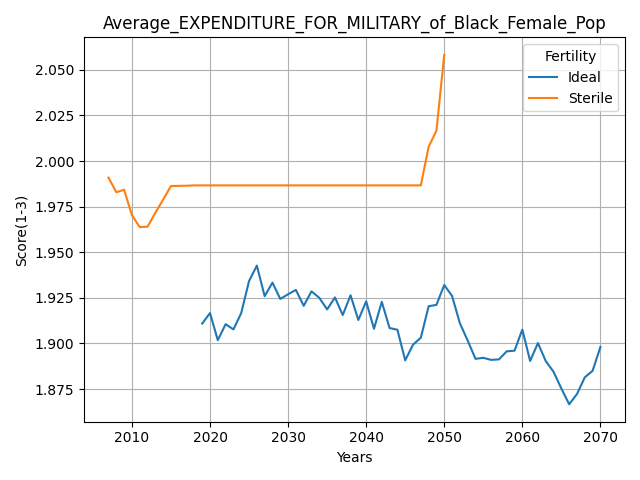 Average_EXPENDITURE_FOR_MILITARY_of_Black_Female_Pop
Fertility
Ideal
Sterile
2.050
2.025
2.000
1.975
1.950
1.925
1.900
1.875
Score(1-3)
2010 2020 2030 2040 2050 2060 2070
Years